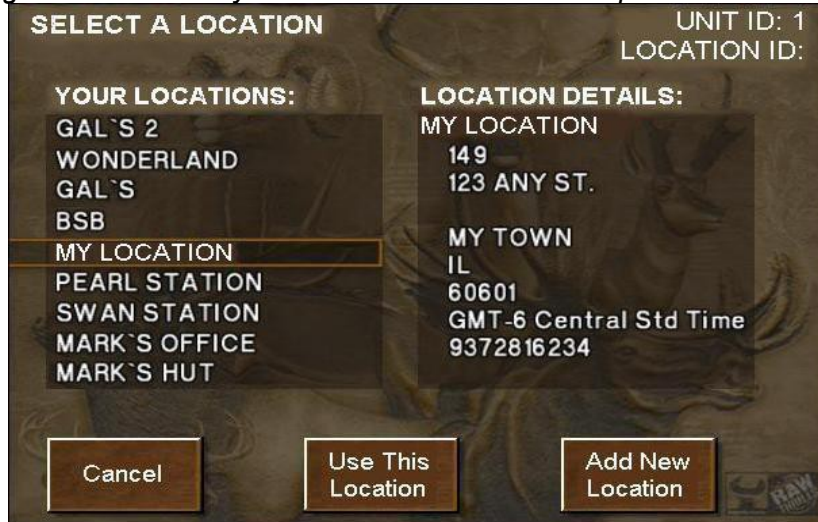 SELECT A LOCATION
UNIT ID: 1
LOCATION ID:
YOUR LOCATIONS:
GAL`S 2
WONDERLAND
GAL`S
BSB
MY LOCATION
PEARL STATION
SWAN STATION
MARK`S OFFICE
MARK`S HUT
LOCATION DETAILS:
MY LOCATION
149
123 ANY ST.
MY TOWN
IL
60601
GMT-6 Central Std Time
9372816234
Cancel
Use This
Location
Add New
Location
RAW
THRILLS